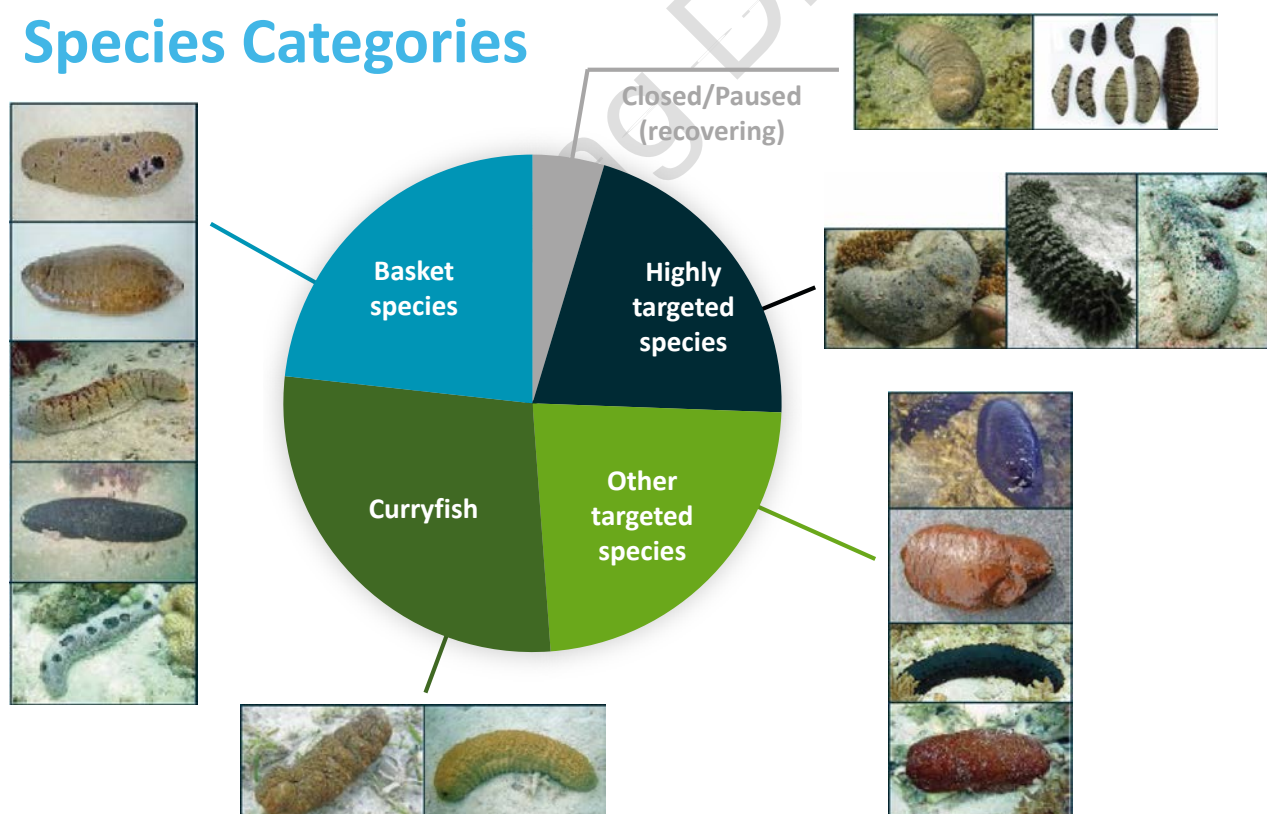 Species Categories
Closed/Paused
(recovering)
Basket
species
Highly
targeted
species
Other
targeted
species
Curryfish